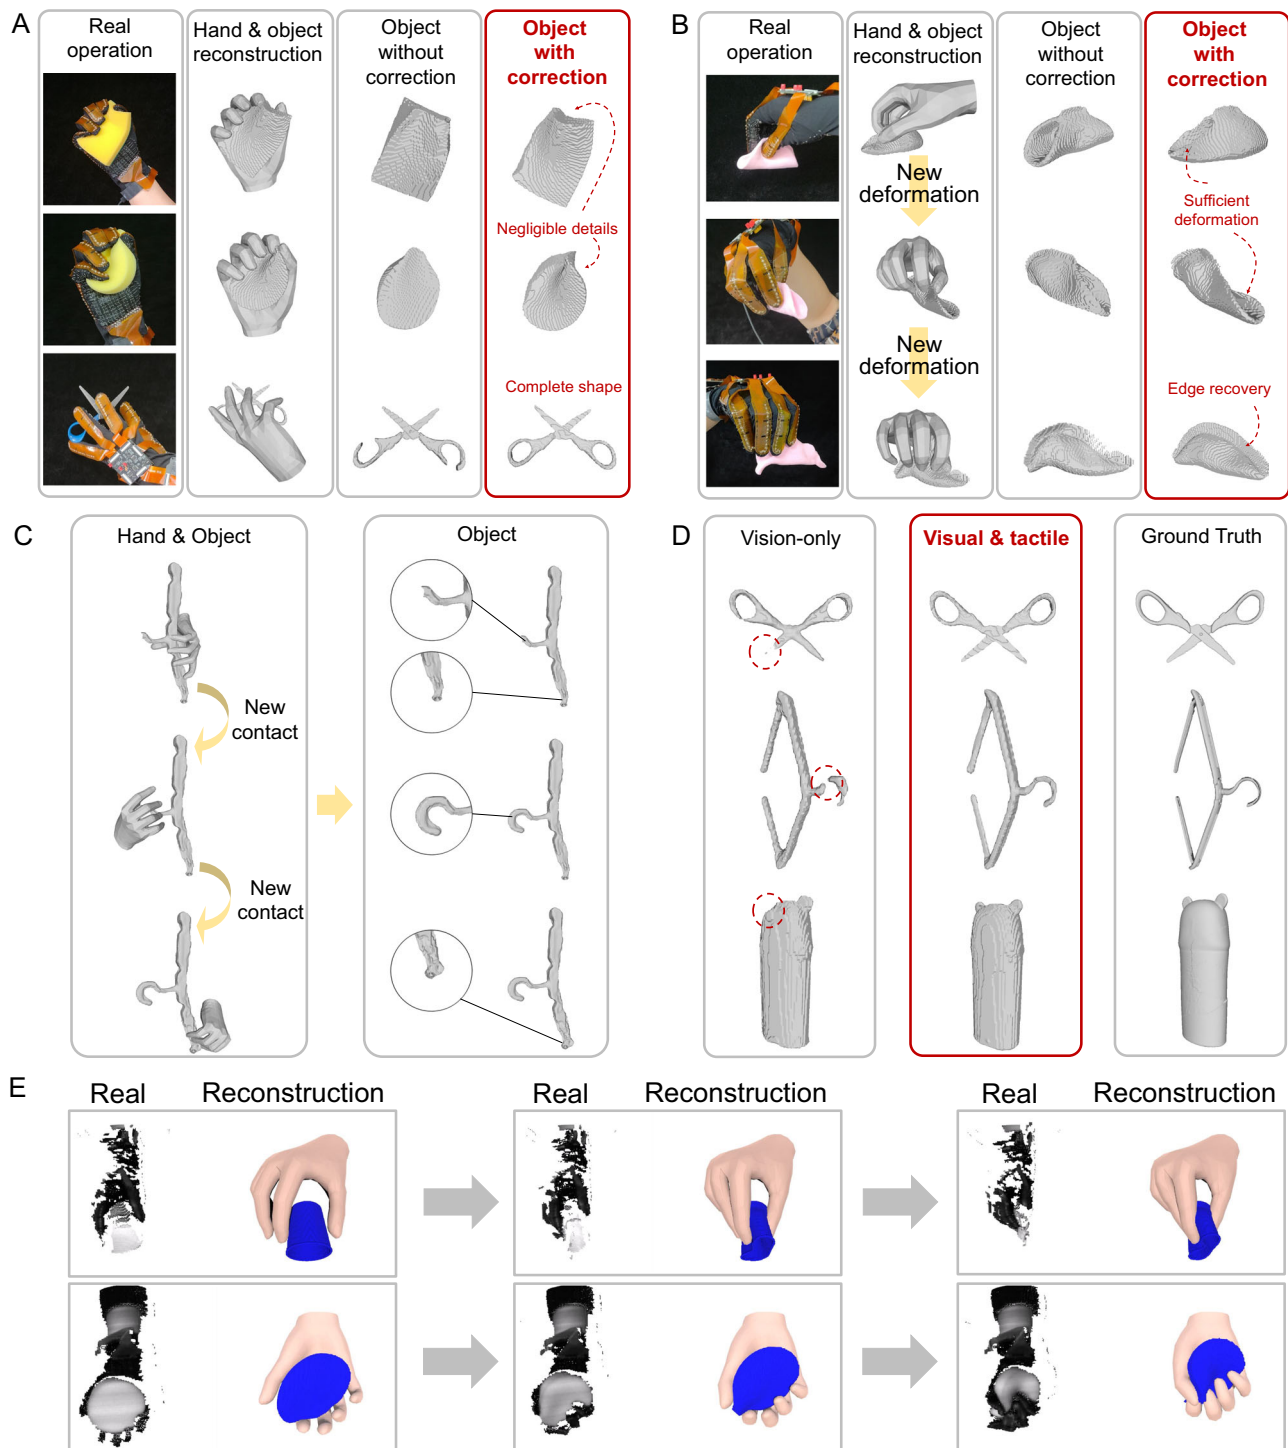 A
Real
operation
Hand & object
reconstruction
Object
without
correction
Object
with
correction
Negligible details
Complete shape
B
Real
operation
Hand & object
reconstruction
Object
without
correction
Object
with
correction
New
deformation
Sufficient
deformation
New
deformation
Edge recovery
C
Hand & Object
Object
New
contact
New
contact
D
Vision-only
Visual & tactile
Ground Truth
E
Real
Reconstruction
Real
Reconstruction
Real
Reconstruction